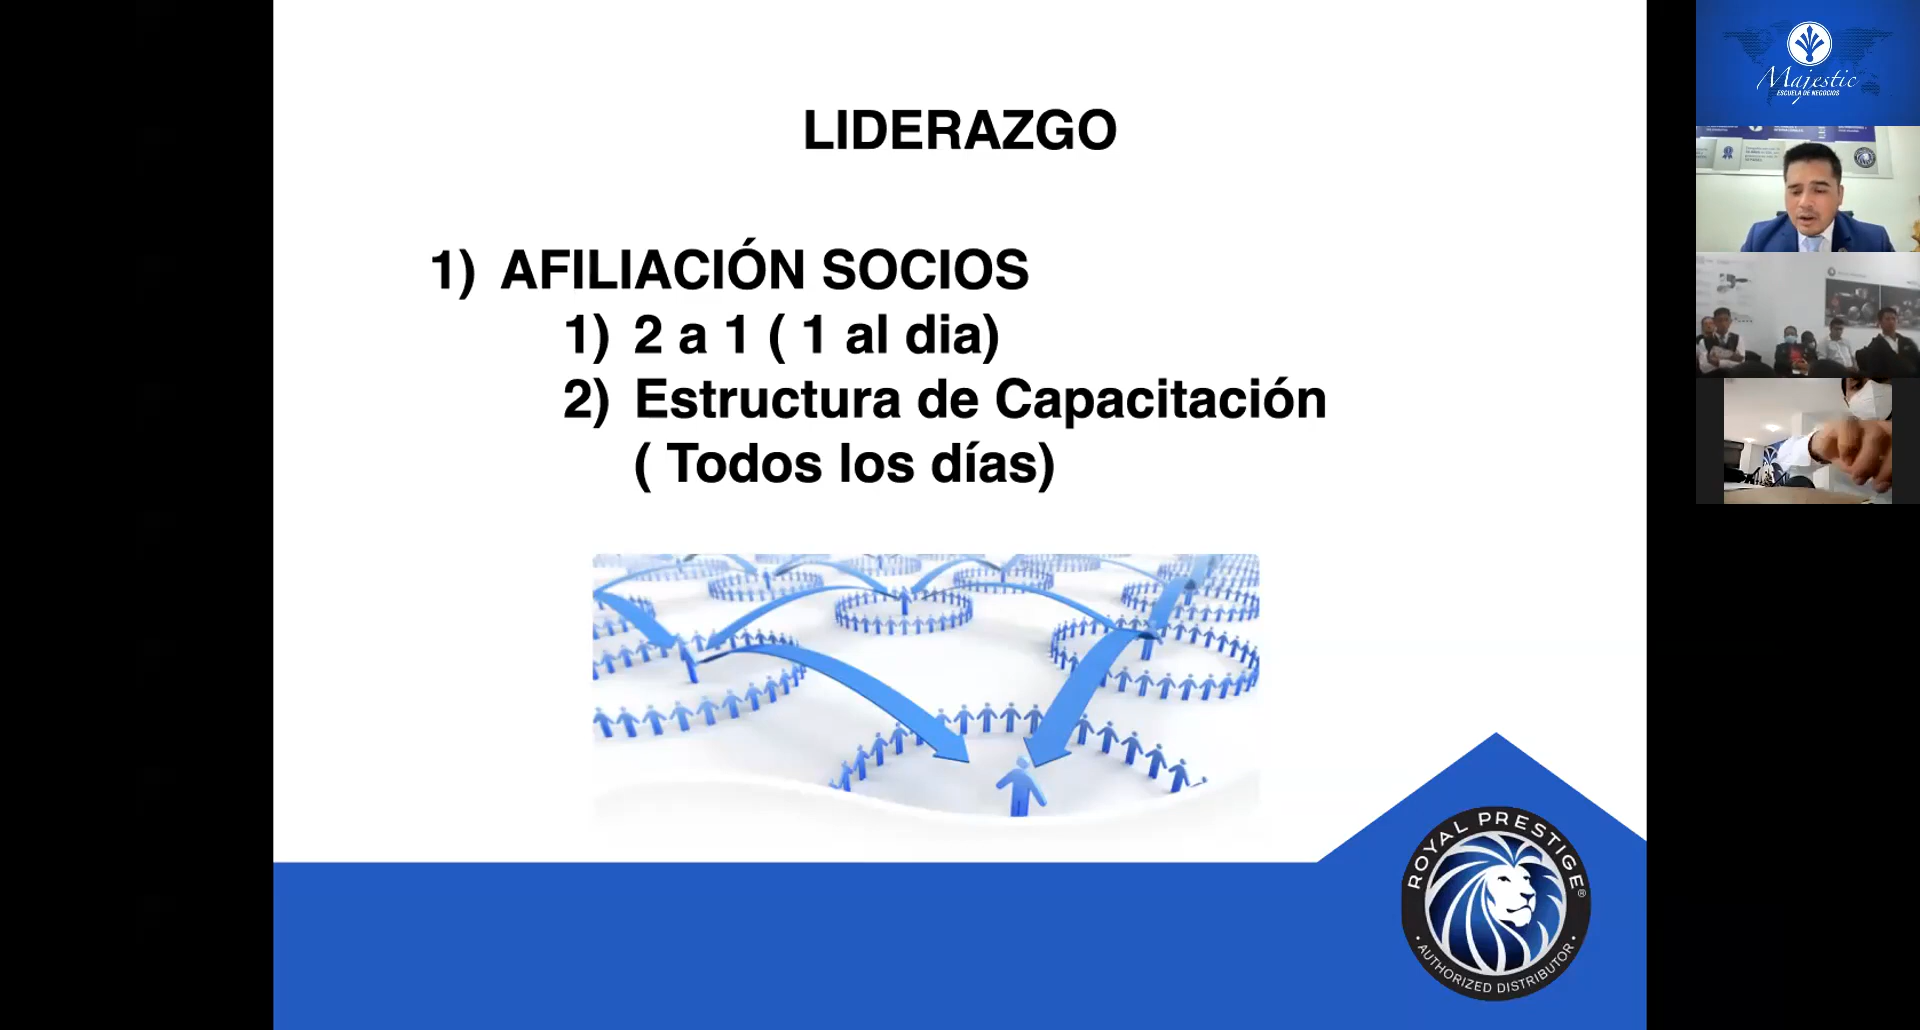 LIDERAZGO
1) AFILIACIÓN SOCIOS
1) 2 a 1 ( 1 al dia)
2) Estructura de Capacitación
( Todos los días)
ROYAL PRESTIGE®
• AUTHORIZED DISTRIBUTOR •
Majestic
ESCUELA DE NEGOCIOS